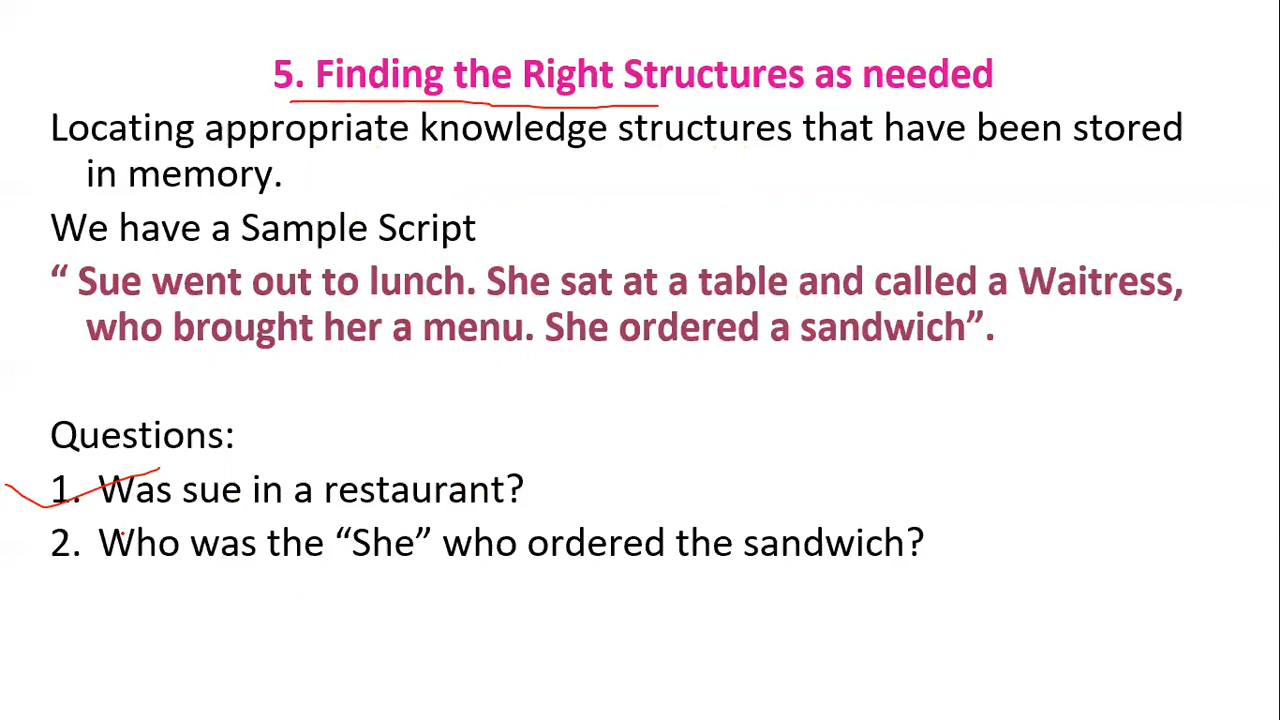 5. Finding the Right Structures as needed
Locating appropriate knowledge structures that have been stored
in memory.
We have a Sample Script
“ Sue went out to lunch. She sat at a table and called a Waitress,
who brought her a menu. She ordered a sandwich”.
Questions:
1. Was sue in a restaurant?
2. Who was the “She” who ordered the sandwich?